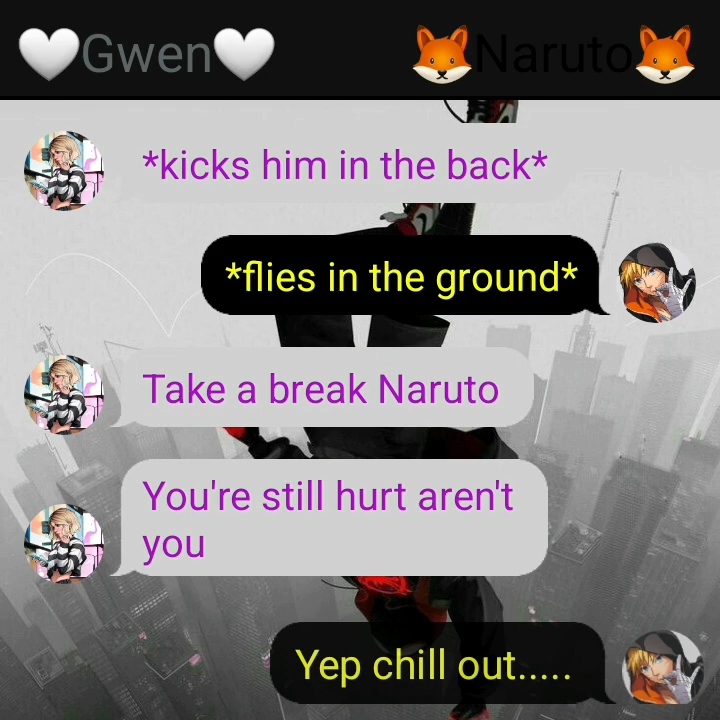 🤍Gwen🤍
🦊Naruto🦊
*kicks him in the back*
*flies in the ground*
Take a break Naruto
You're still hurt aren't
you
Yep chill out.....